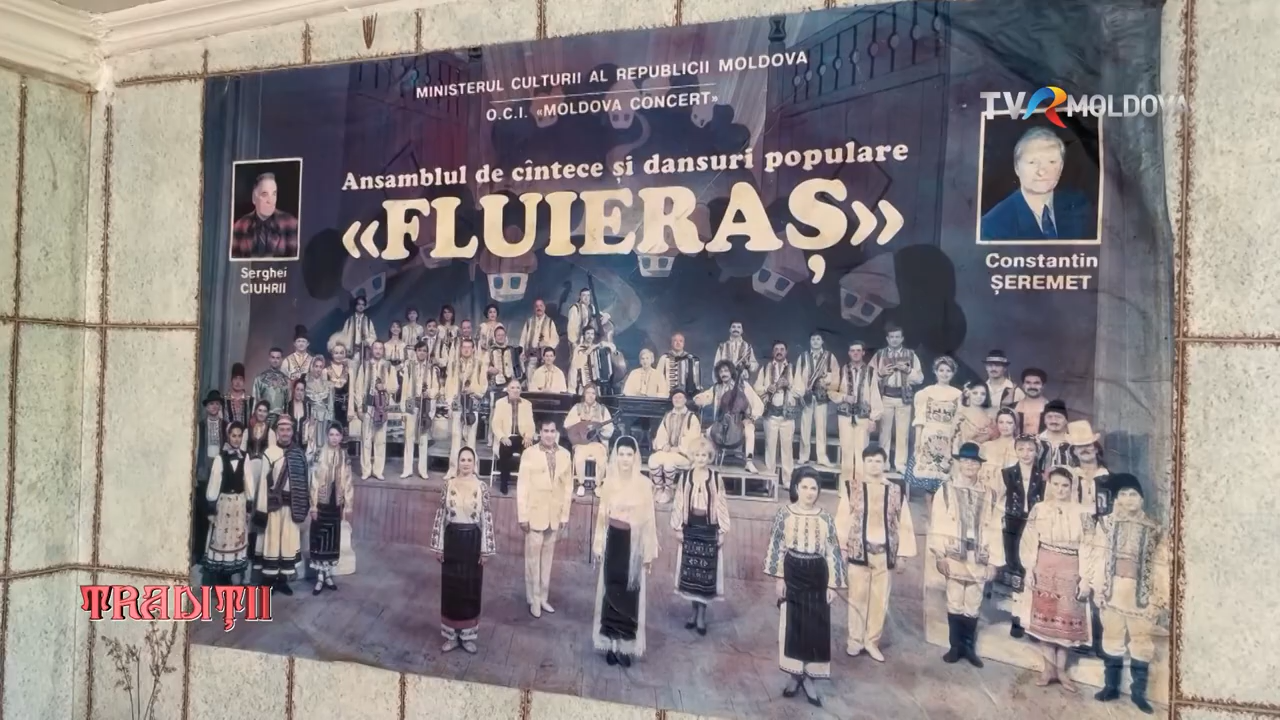 MINISTERUL CULTURII AL REPUBLICII MOLDOVA
O.C.I. «MOLDOVA CONCERT»
TVR MOLDOVA
Ansamblul de cîntece și dansuri populare
«FLUIERAȘ»
Serghei
CIUHRII
Constantin
ȘEREMET
TRADIȚII